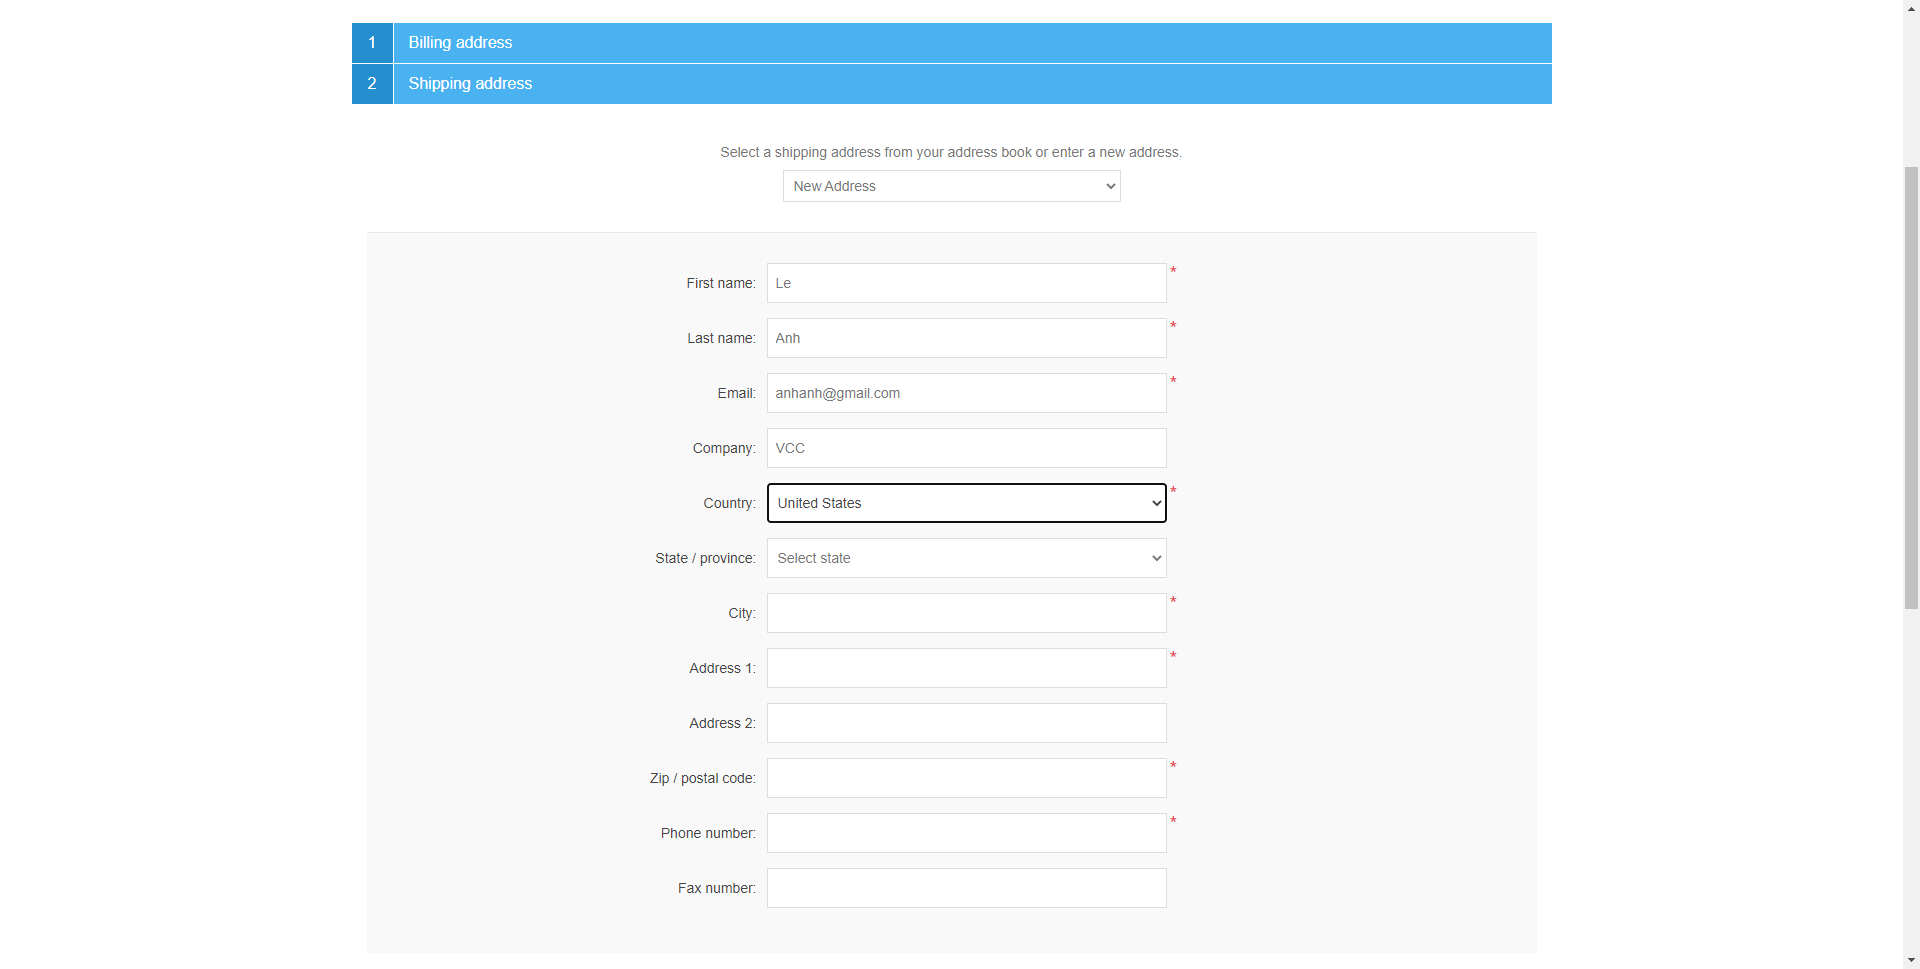 1 Billing address
2 Shipping address
Select a shipping address from your address book or enter a new address.
New Address
First name: Le *
Last name: Anh *
Email: anhanh@gmail.com *
Company: VCC
Country: United States *
State / province: Select state
City: *
Address 1: *
Address 2:
Zip / postal code: *
Phone number: *
Fax number: